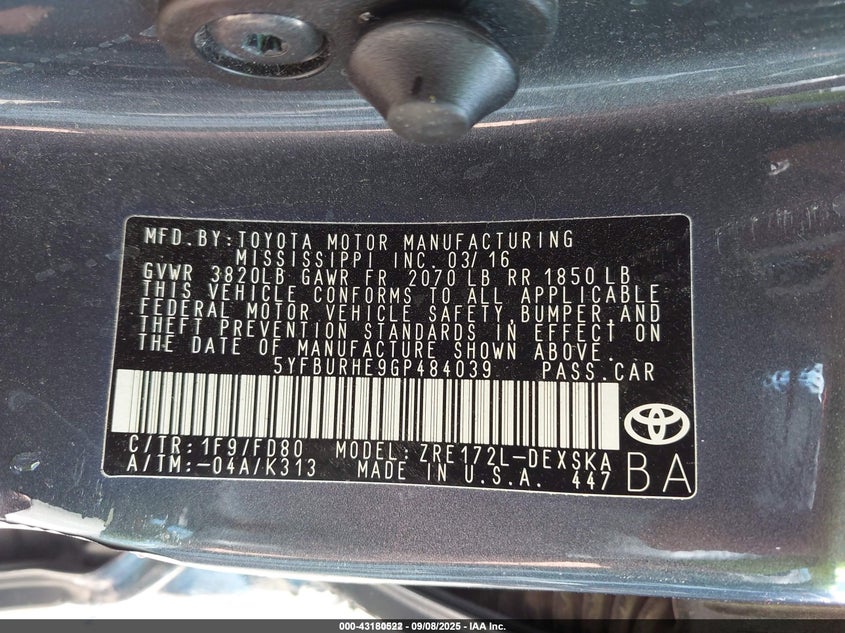 MFD.BY:TOYOTA MOTOR MANUFACTURING
MISSISSIPPI INC. 03/16
GVWR 3820LB GAWR FR 2070 LB RR 1850 LB
THIS VEHICLE CONFORMS TO ALL APPLICABLE
FEDERAL MOTOR VEHICLE SAFETY,BUMPER,AND
THEFT PREVENTION STANDARDS IN EFFECT ON
THE DATE OF MANUFACTURE SHOWN ABOVE.
5YFBURHE9GP484039 PASS.CAR
C/TR:1F9/FD80 MODEL:ZRE172L-DEXSKA
A/TM:-04A/K313 MADE IN U.S.A. 447
BA
000-43180522 - 09/08/2025 - IAA Inc.